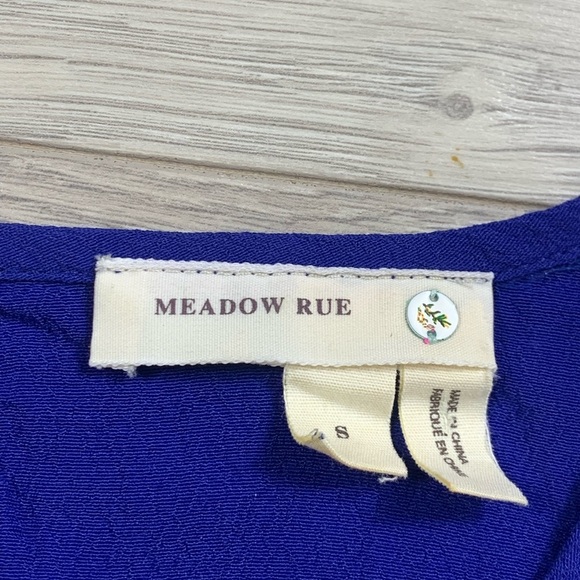 MEADOW RUE
S
MADE IN CHINA
FABRIQUÉ EN CHINE